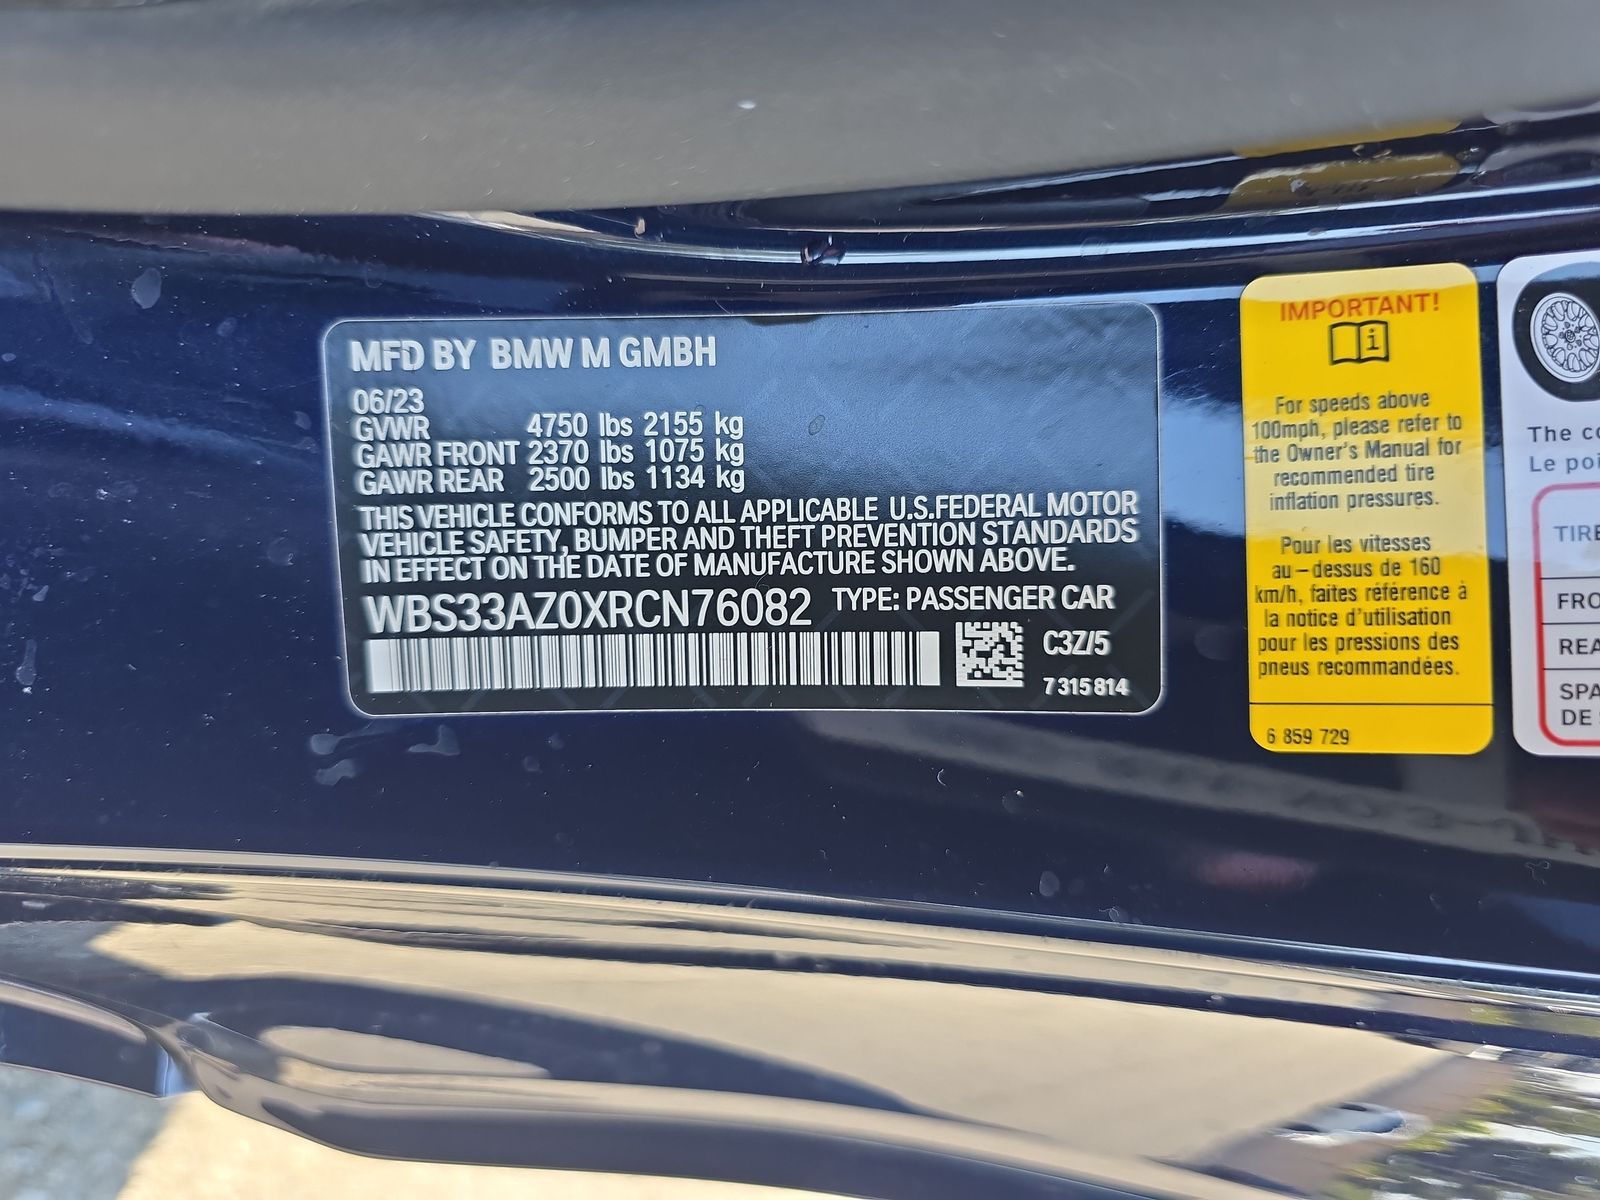 MFD BY BMW M GMBH
06/23
GVWR 4750 lbs 2155 kg
GAWR FRONT 2370 lbs 1075 kg
GAWR REAR 2500 lbs 1134 kg
THIS VEHICLE CONFORMS TO ALL APPLICABLE U.S.FEDERAL MOTOR
VEHICLE SAFETY, BUMPER AND THEFT PREVENTION STANDARDS
IN EFFECT ON THE DATE OF MANUFACTURE SHOWN ABOVE.
WBS33AZ0XRCN76082 TYPE: PASSENGER CAR
C3Z/5
7 315 814
IMPORTANT!
For speeds above
100mph, please refer to
the Owner's Manual for
recommended tire
inflation pressures.
Pour les vitesses
au-dessus de 160
km/h, faites référence à
la notice d'utilisation
pour les pressions des
pneus recommandées.
6 859 729
The co
Le poi
TIRE
FRO
REA
SPA
DE